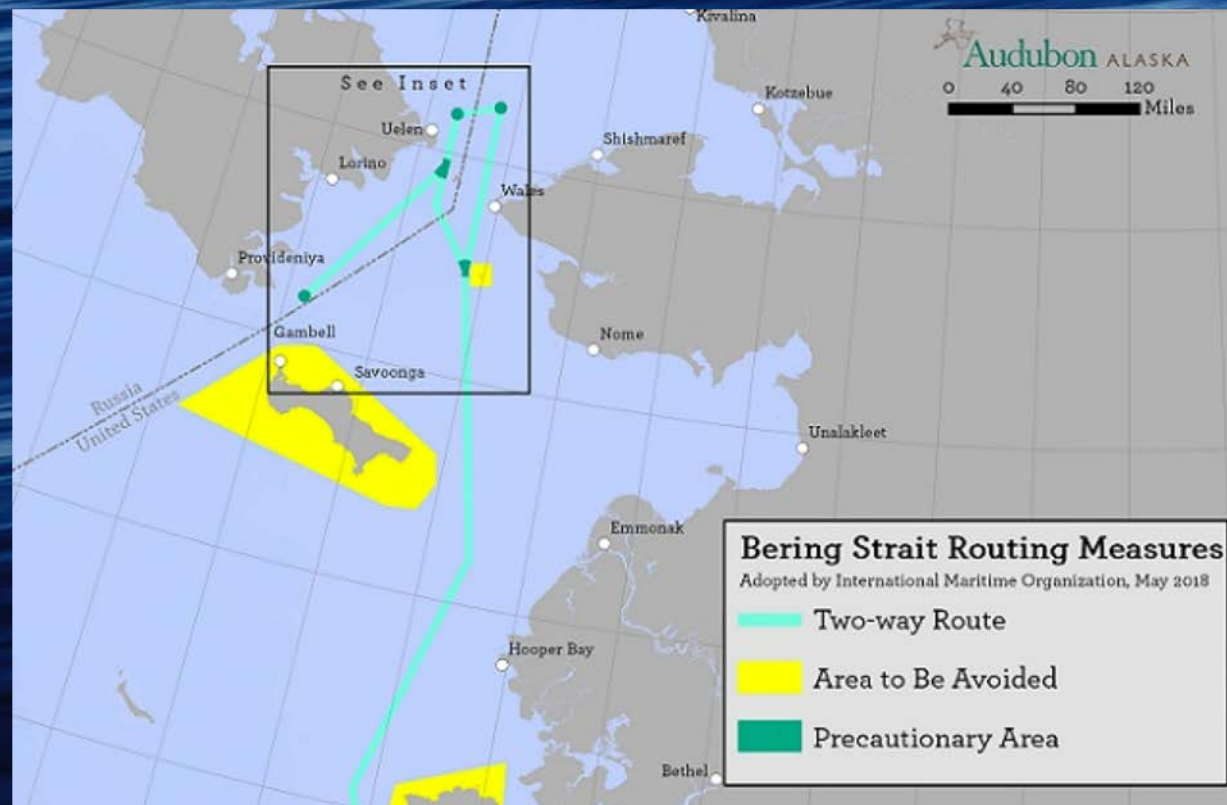 Kivalina
Audubon ALASKA
0 40 80 120
Miles
See Inset
Kotzebue
Uelen
Shishmaref
Lorino
Wales
Provideniya
Gambell
Nome
Savoonga
Russia
United States
Unalakleet
Emmonak
Hooper Bay
Bethel
Bering Strait Routing Measures
Adopted by International Maritime Organization, May 2018
Two-way Route
Area to Be Avoided
Precautionary Area